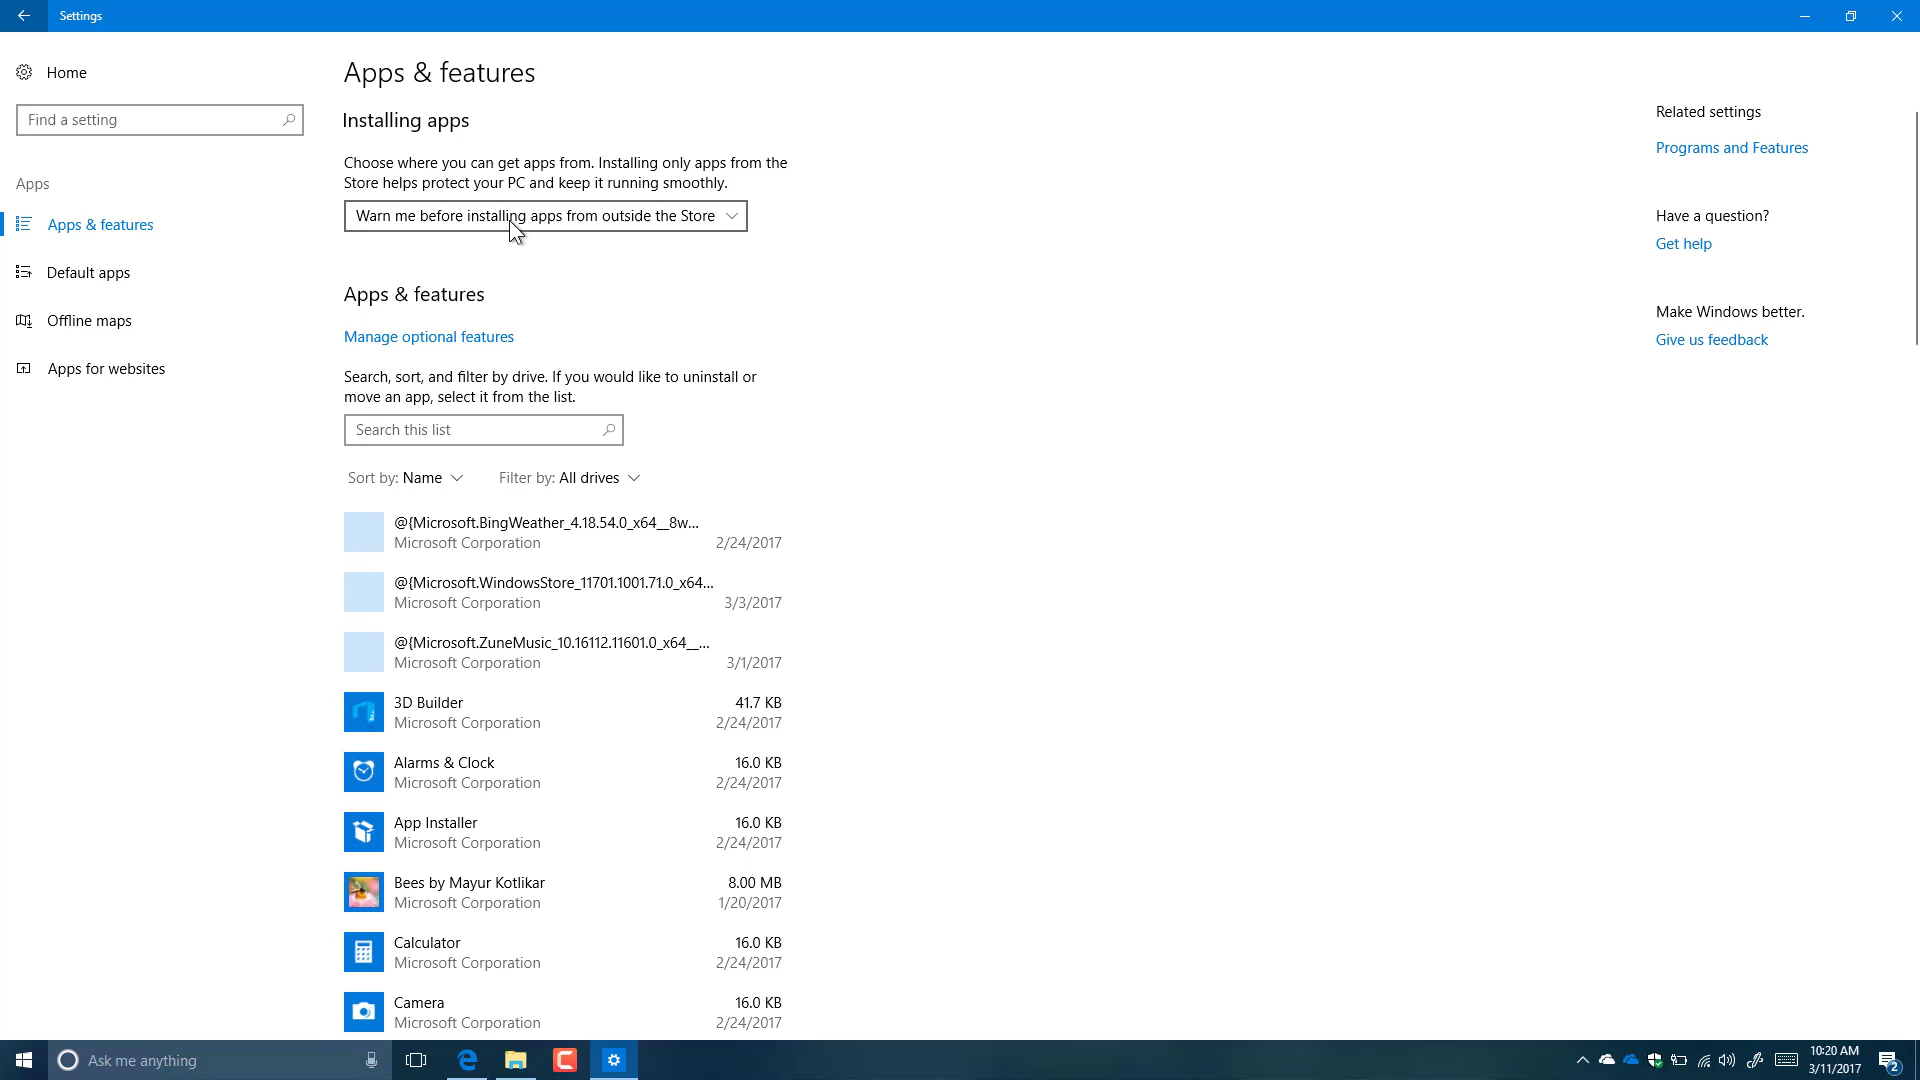 Settings
Home
Find a setting
Apps
Apps & features
Default apps
Offline maps
Apps for websites
Apps & features
Installing apps
Choose where you can get apps from. Installing only apps from the
Store helps protect your PC and keep it running smoothly.
Warn me before installing apps from outside the Store
Apps & features
Manage optional features
Search, sort, and filter by drive. If you would like to uninstall or
move an app, select it from the list.
Search this list
Sort by: Name Filter by: All drives
@{Microsoft.BingWeather_4.18.54.0_x64__8w...
Microsoft Corporation 2/24/2017
@{Microsoft.WindowsStore_11701.1001.71.0_x64...
Microsoft Corporation 3/3/2017
@{Microsoft.ZuneMusic_10.16112.11601.0_x64__...
Microsoft Corporation 3/1/2017
3D Builder 41.7 KB
Microsoft Corporation 2/24/2017
Alarms & Clock 16.0 KB
Microsoft Corporation 2/24/2017
App Installer 16.0 KB
Microsoft Corporation 2/24/2017
Bees by Mayur Kotlikar 8.00 MB
Microsoft Corporation 1/20/2017
Calculator 16.0 KB
Microsoft Corporation 2/24/2017
Camera 16.0 KB
Microsoft Corporation 2/24/2017
Related settings
Programs and Features
Have a question?
Get help
Make Windows better.
Give us feedback
Ask me anything
10:20 AM
3/11/2017
2